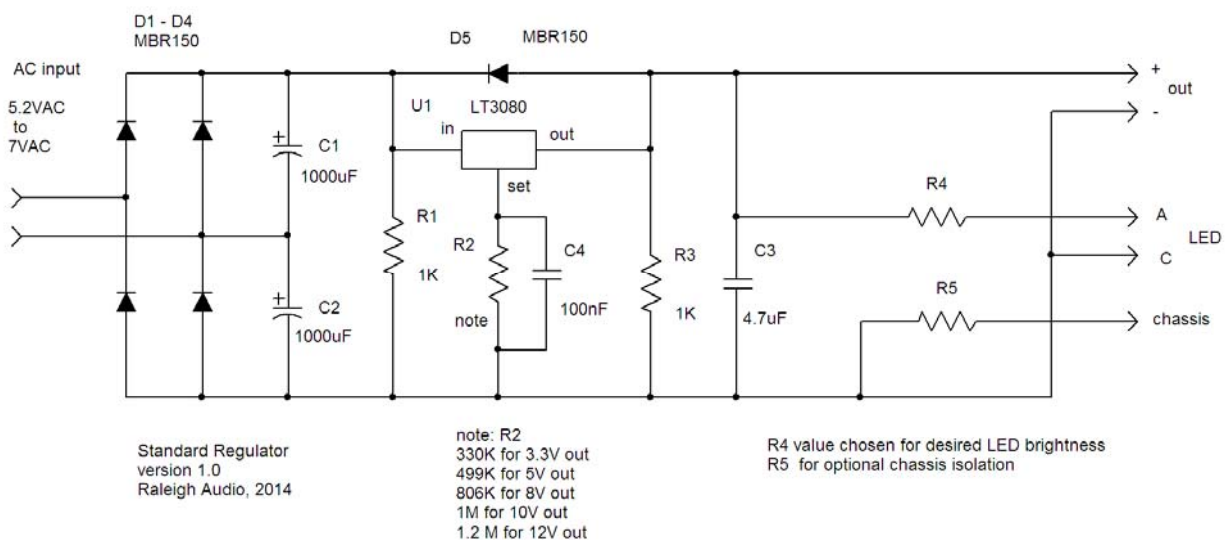 D1 - D4
MBR150
AC input
5.2VAC
to
7VAC
D5
MBR150
U1
LT3080
in
out
set
+
C1
1000uF
+
C2
1000uF
R1
1K
R2
note
C4
100nF
R3
1K
C3
4.7uF
R4
R5
+
out
-
A
LED
C
chassis
Standard Regulator
version 1.0
Raleigh Audio, 2014
note: R2
330K for 3.3V out
499K for 5V out
806K for 8V out
1M for 10V out
1.2 M for 12V out
R4 value chosen for desired LED brightness
R5 for optional chassis isolation